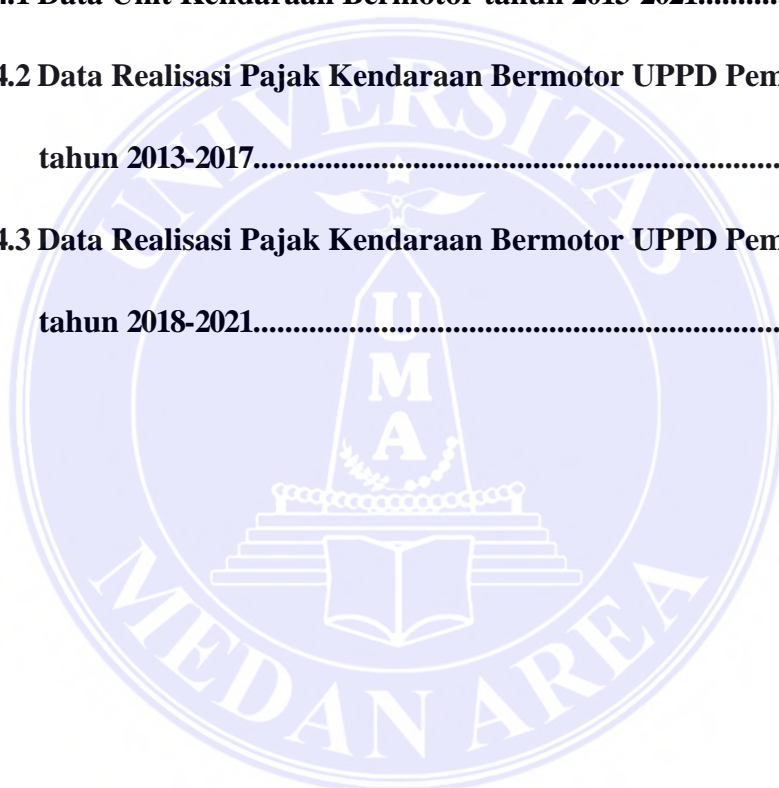 4.1 Data Unit Kendaraan Bermotor tahun 2013-2021..........
4.2 Data Realisasi Pajak Kendaraan Bermotor UPPD Pem
tahun 2013-2017..........................................................................
4.3 Data Realisasi Pajak Kendaraan Bermotor UPPD Pem
tahun 2018-2021..........................................................................
UNIVERSITAS
U
M
A
MEDAN AREA